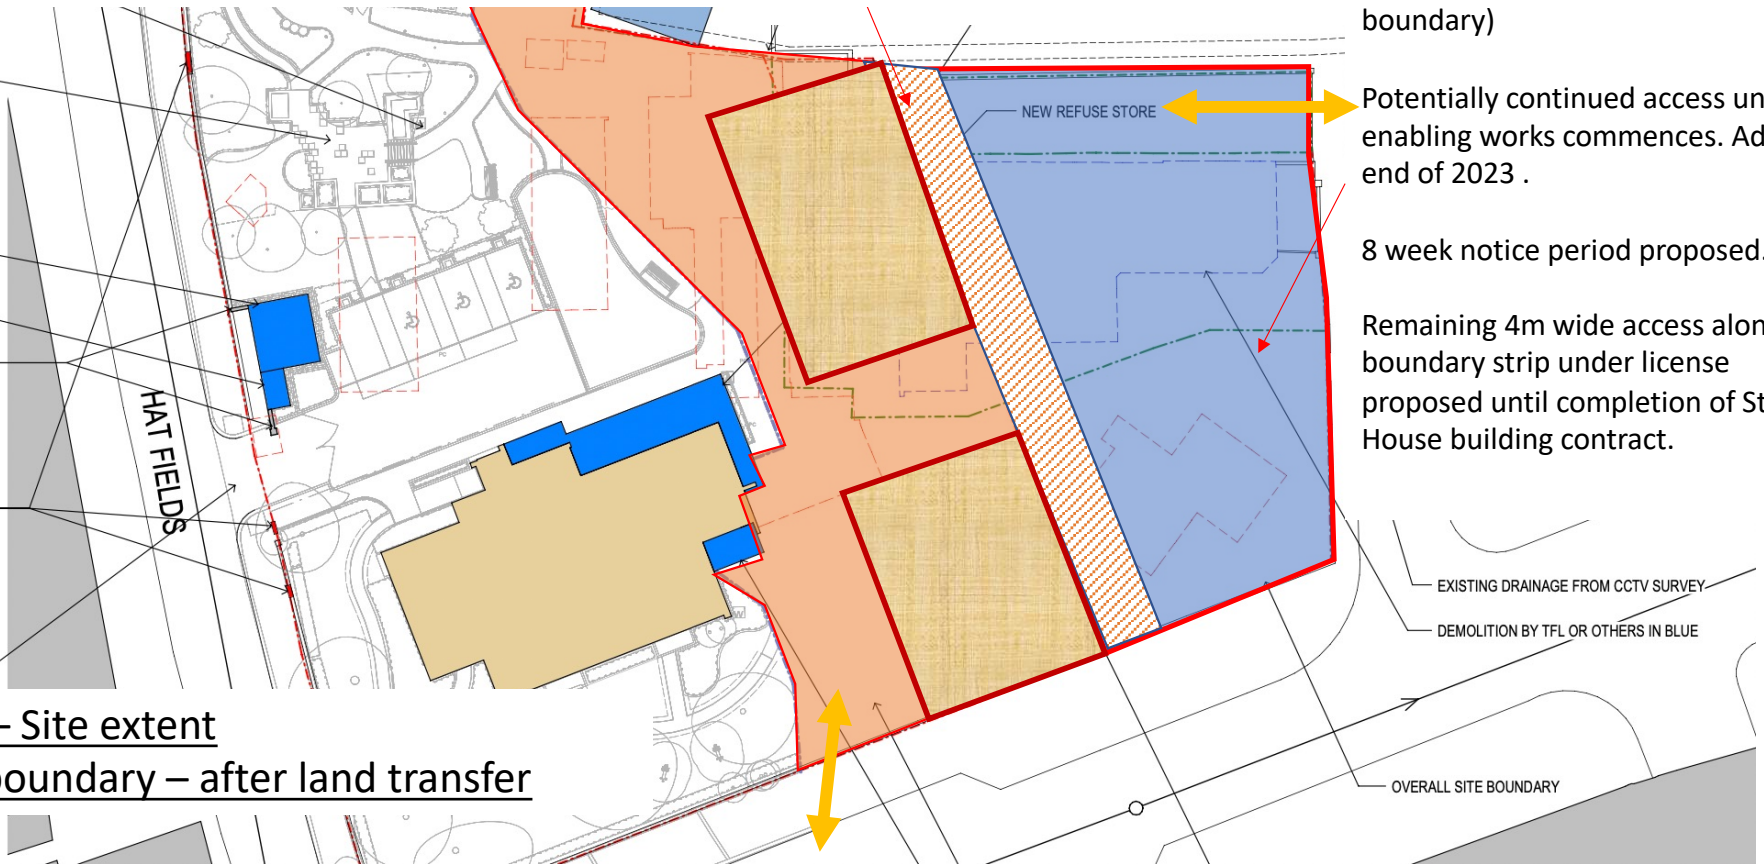 boundary)
Potentially continued access un
enabling works commences. Ad
end of 2023 .
8 week notice period proposed.
Remaining 4m wide access alon
boundary strip under license
proposed until completion of St
House building contract.
NEW REFUSE STORE
HAT FIELDS
EXISTING DRAINAGE FROM CCTV SURVEY
DEMOLITION BY TFL OR OTHERS IN BLUE
OVERALL SITE BOUNDARY
– Site extent
boundary – after land transfer